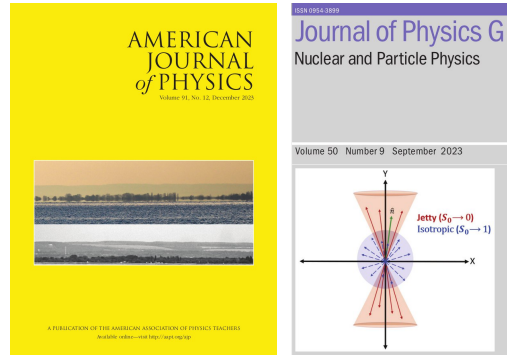 AMERICAN
JOURNAL
of PHYSICS
Volume 91, No. 12, December 2023
A PUBLICATION OF THE AMERICAN ASSOCIATION OF PHYSICS TEACHERS
Available online—visit http://aapt.org/ajp
ISSN 0954-3899
Journal of Physics G
Nuclear and Particle Physics
Volume 50 Number 9 September 2023
Y
n̂
Jetty (S₀→ 0)
Isotropic (S₀→ 1)
X